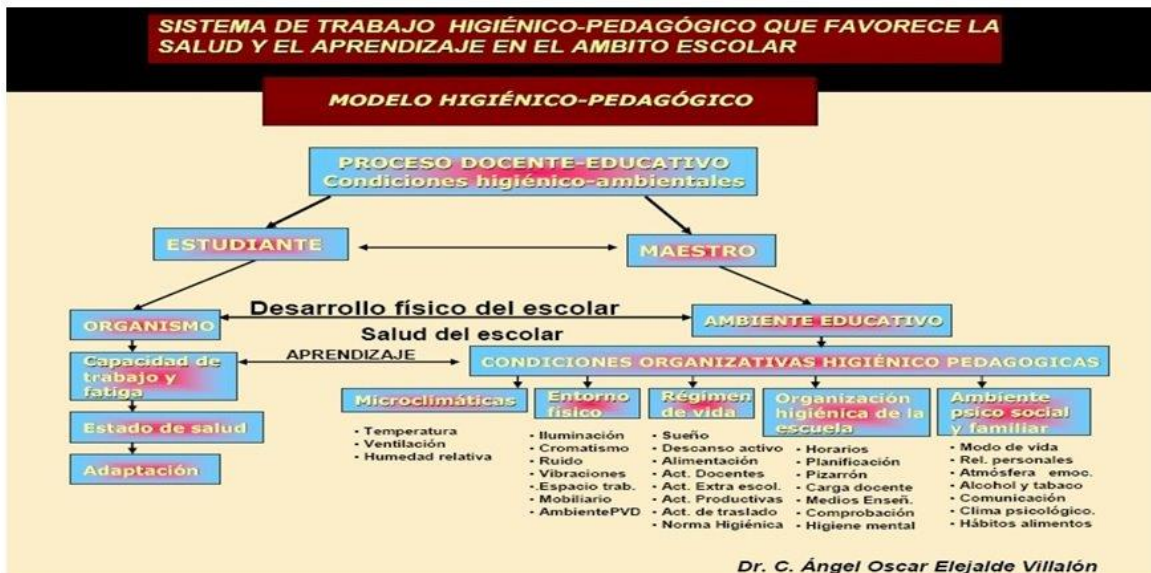 SISTEMA DE TRABAJO HIGIÉNICO-PEDAGÓGICO QUE FAVORECE LA
SALUD Y EL APRENDIZAJE EN EL AMBITO ESCOLAR
MODELO HIGIÉNICO-PEDAGÓGICO
PROCESO DOCENTE-EDUCATIVO
Condiciones higiénico-ambientales
ESTUDIANTE
MAESTRO
Desarrollo físico del escolar
ORGANISMO
AMBIENTE EDUCATIVO
Salud del escolar
APRENDIZAJE
Capacidad de
trabajo y
fatiga
Estado de salud
Adaptación
CONDICIONES ORGANIZATIVAS HIGIÉNICO PEDAGOGICAS
Microclimáticas
- Temperatura
- Ventilación
- Humedad relativa
Entorno
físico
- Iluminación
- Cromatismo
- Ruido
- Vibraciones
- Espacio trab.
- Mobiliario
- AmbientePVD
Régimen
de vida
- Sueño
- Descanso activo
- Alimentación
- Act. Docentes
- Act. Extra escol.
- Act. Productivas
- Act. de traslado
- Norma Higiénica
Organización
higiénica de la
escuela
- Horarios
- Planificación
- Pizarrón
- Carga docente
- Medios Enseñ.
- Comprobación
- Higiene mental
Ambiente
psico social
y familiar
- Modo de vida
- Rel. personales
- Atmósfera emoc.
- Alcohol y tabaco
- Comunicación
- Clima psicológico.
- Hábitos alimentos
Dr. C. Ángel Oscar Elejalde Villalón